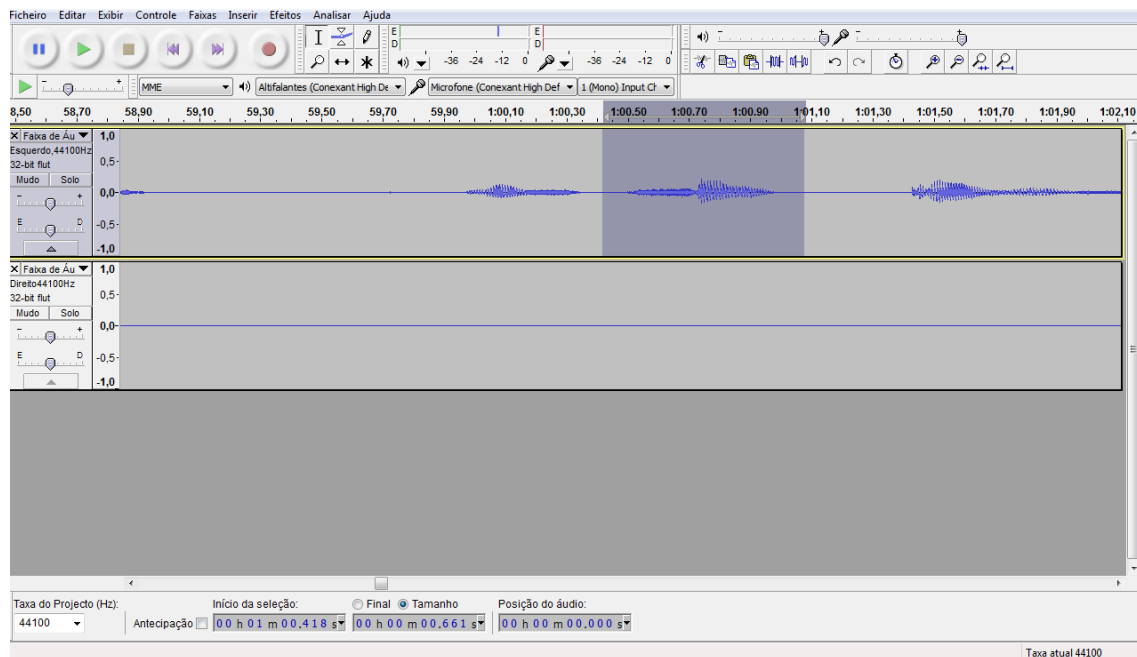 Ficheiro Editar Exibir Controle Faixas Inserir Efeitos Analisar Ajuda
E E
D D
-36 -24 -12 0 -36 -24 -12 0
MME Altifalantes (Conexant High De Microfone (Conexant High Def 1 (Mono) Input Ch
8,50 58,70 58,90 59,10 59,30 59,50 59,70 59,90 1:00,10 1:00,30 1:00,50 1:00,70 1:00,90 1:01,10 1:01,30 1:01,50 1:01,70 1:01,90 1:02,10
X Faixa de Áu 1,0
Esquerdo,44100Hz
32-bit flut 0,5
Mudo Solo
- + 0,0
E D -0,5
-1,0
X Faixa de Áu 1,0
Direito44100Hz
32-bit flut 0,5
Mudo Solo
- + 0,0
E D -0,5
-1,0
Taxa do Projecto (Hz): Início da seleção: Final Tamanho Posição do áudio:
44100 Antecipação 00 h 01 m 00,418 s 00 h 00 m 00,661 s 00 h 00 m 00,000 s
Taxa atual 44100